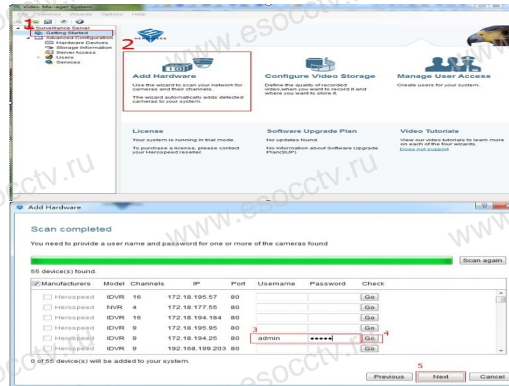 Video Manager System
File Presence Monitor Options Help
1
Surveillance Server
Getting Started
Advanced Configuration
Hardware Devices
Storage Information
Server Access
Users
Services
2
Add Hardware
Use the wizard to scan your network for
cameras and their channels.
The wizard automatically adds detected
cameras to your system.
Configure Video Storage
Define the quality of recorded
video,when you want to record it and
where you want to store it.
Manage User Access
Create users for your system.
License
Your system is running in trial mode.
To purchase a license, please contact
your Herospeed reseller.
Software Upgrade Plan
No updates found
No information about Software Upgrade
Plan(SUP)
Video Tutorials
View our video tutorials to learn more
on each of the four wizards.
Does not support
Add Hardware
Scan completed
You need to provide a user name and password for one or more of the cameras found
Scan again
55 device(s) found.
Manufacturers Model Channels IP Port Username Password Check
Herospeed IDVR 16 172.18.195.57 80 Go
Herospeed NVR 4 172.18.177.55 80 Go
Herospeed IDVR 16 172.18.194.184 80 Go
Herospeed IDVR 9 172.18.195.95 80 Go
3
4
Herospeed IDVR 9 172.18.194.25 80 admin ••••• Go
Herospeed IDVR 9 192.168.199.203 80 Go
0 of 55 device(s) will be added to your system.
5
Previous Next Cancel
www.esocctv.ru